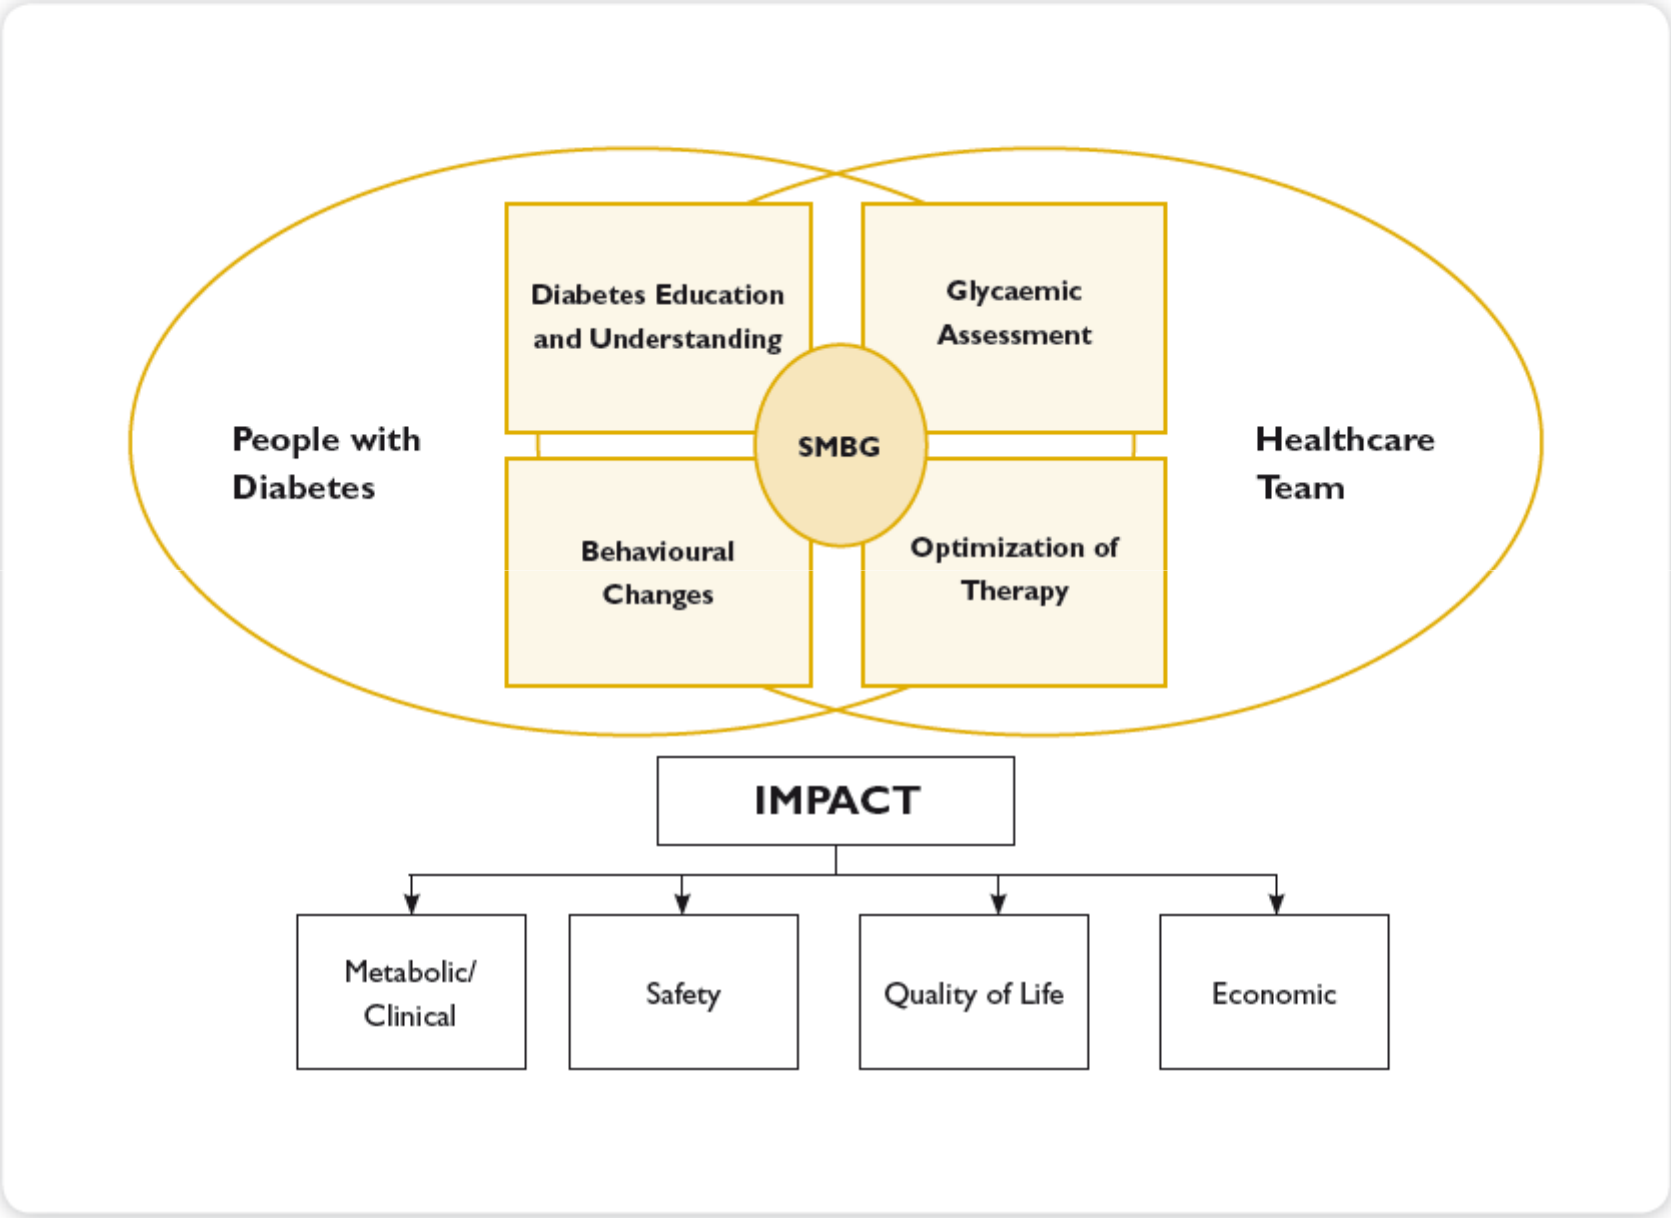 Diabetes Education
and Understanding
Glycaemic
Assessment
People with
Diabetes
SMBG
Healthcare
Team
Behavioural
Changes
Optimization of
Therapy
IMPACT
Metabolic/
Clinical
Safety
Quality of Life
Economic